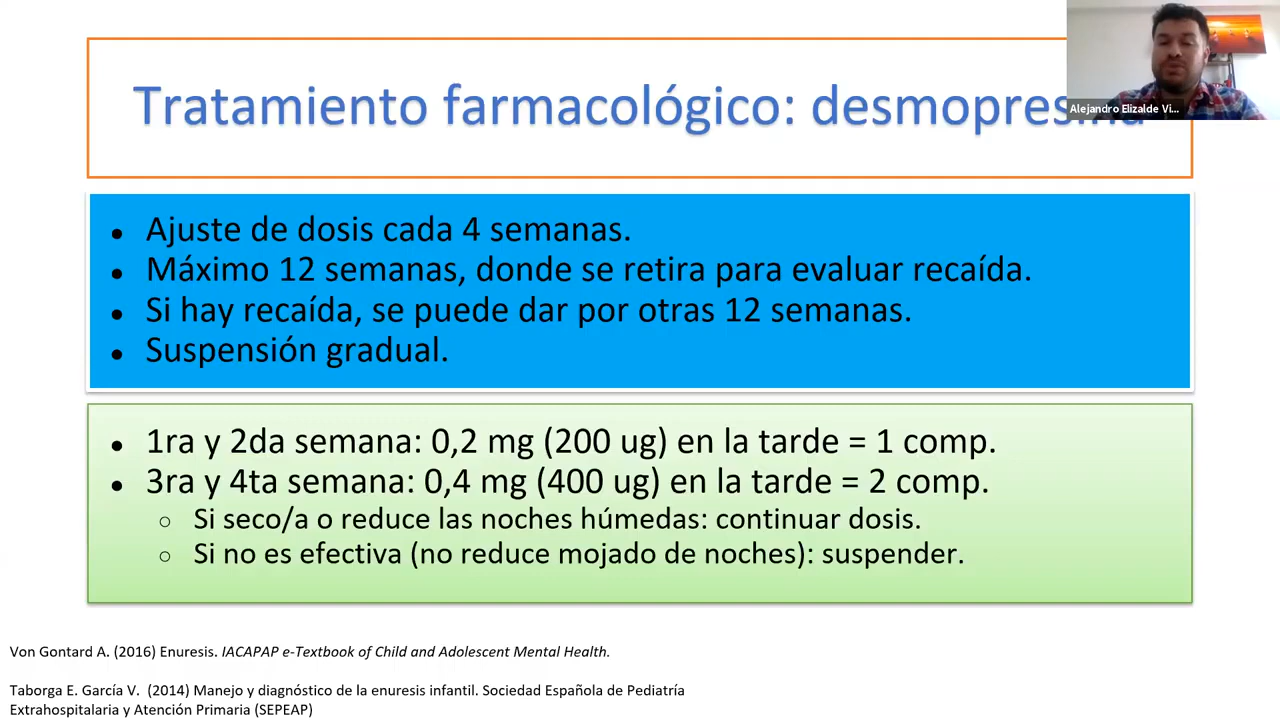 Tratamiento farmacológico: desmopresina
Alejandro Elizalde Vi...
• Ajuste de dosis cada 4 semanas.
• Máximo 12 semanas, donde se retira para evaluar recaída.
• Si hay recaída, se puede dar por otras 12 semanas.
• Suspensión gradual.
• 1ra y 2da semana: 0,2 mg (200 ug) en la tarde = 1 comp.
• 3ra y 4ta semana: 0,4 mg (400 ug) en la tarde = 2 comp.
○ Si seco/a o reduce las noches húmedas: continuar dosis.
○ Si no es efectiva (no reduce mojado de noches): suspender.
Von Gontard A. (2016) Enuresis. IACAPAP e-Textbook of Child and Adolescent Mental Health.
Taborga E. García V. (2014) Manejo y diagnóstico de la enuresis infantil. Sociedad Española de Pediatría
Extrahospitalaria y Atención Primaria (SEPEAP)